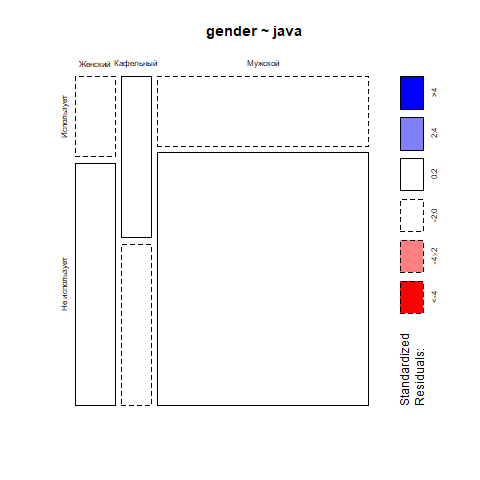 gender ~ java
Женский
Кафельный
Мужской
Использует
Не использует
>4
2:4
0:2
-2:0
-4:-2
<-4
Standardized
Residuals: